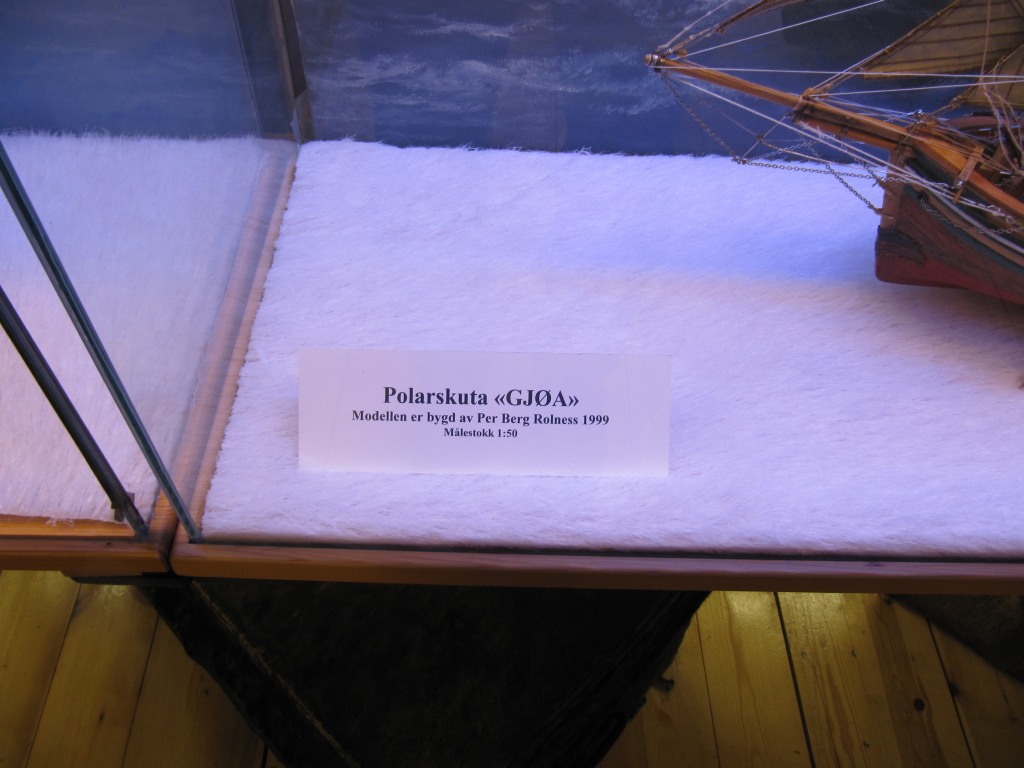 Polarskuta «GJØA»
Modellen er bygd av Per Berg Rolness 1999
Målestokk 1:50